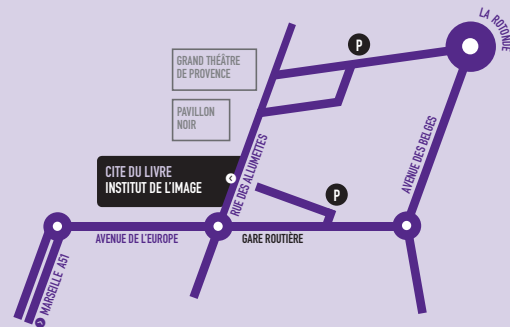 LA ROTONDE
P
GRAND THÉÂTRE
DE PROVENCE
PAVILLON
NOIR
CITE DU LIVRE
INSTITUT DE L'IMAGE
RUE DES ALLUMETTES
AVENUE DES BELGES
P
AVENUE DE L'EUROPE
GARE ROUTIÈRE
MARSEILLE A51